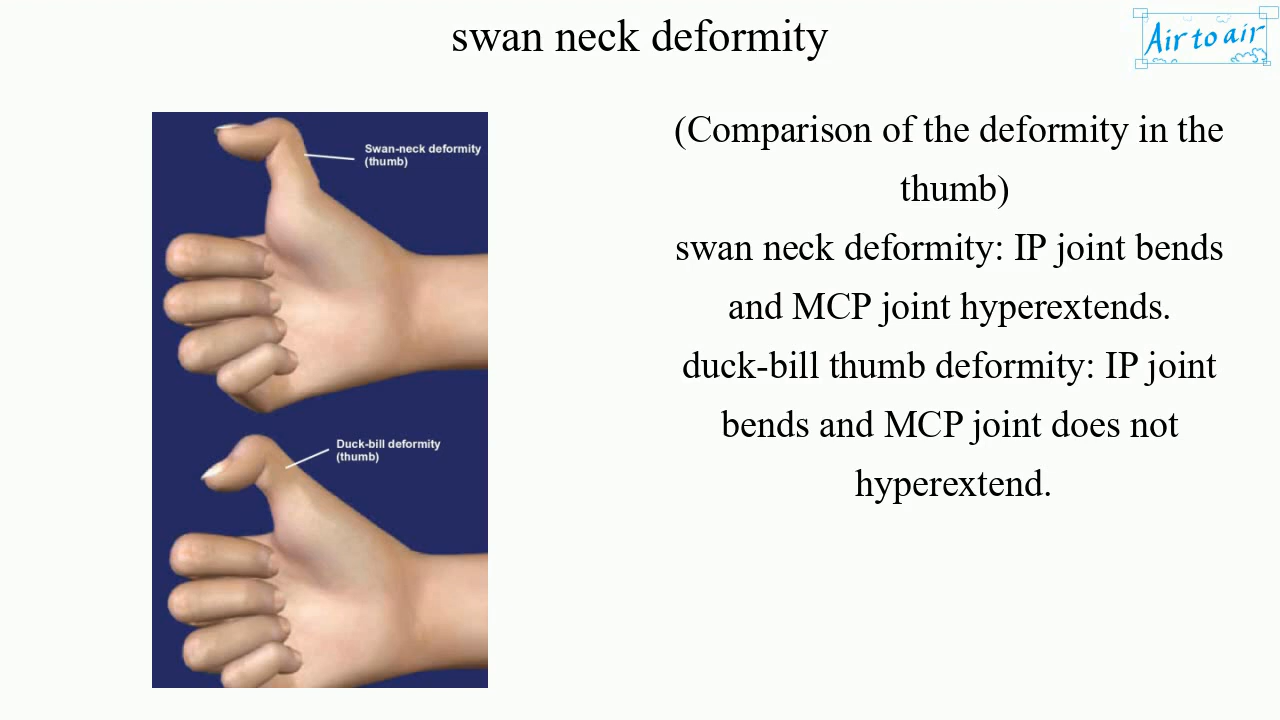 swan neck deformity
Air to air
Swan-neck deformity
(thumb)
Duck-bill deformity
(thumb)
(Comparison of the deformity in the
thumb)
swan neck deformity: IP joint bends
and MCP joint hyperextends.
duck-bill thumb deformity: IP joint
bends and MCP joint does not
hyperextend.